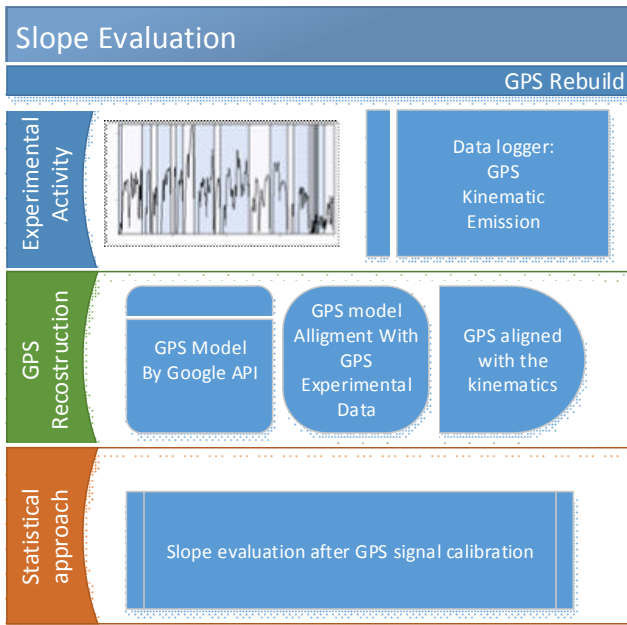 Slope Evaluation
GPS Rebuild
Experimental
Activity
Data logger:
GPS
Kinematic
Emission
GPS
Recostruction
GPS Model
By Google API
GPS model
Alligment With
GPS
Experimental
Data
GPS aligned
with the
kinematics
Statistical
approach
Slope evaluation after GPS signal calibration